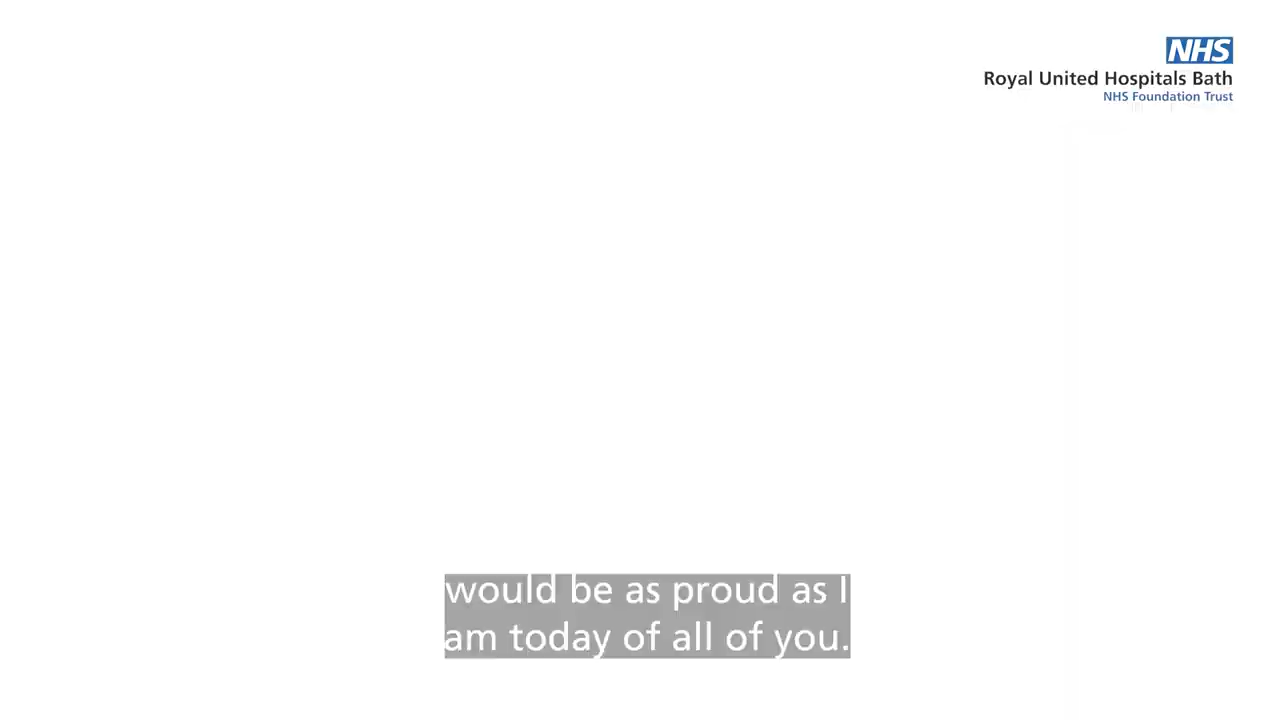 NHS
Royal United Hospitals Bath
NHS Foundation Trust
would be as proud as I
am today of all of you.